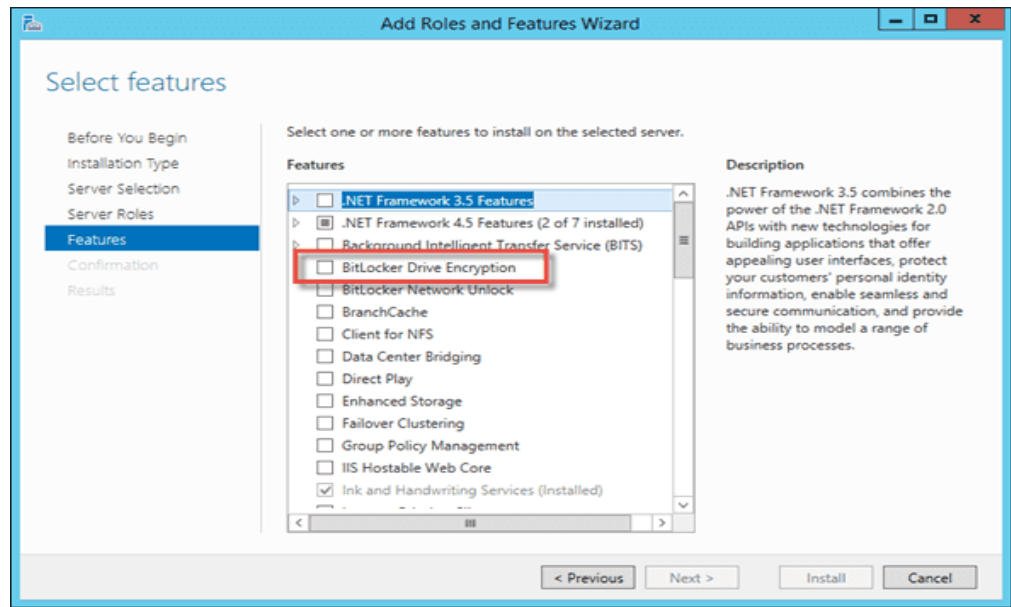 Add Roles and Features Wizard
Select features
Before You Begin
Installation Type
Server Selection
Server Roles
Features
Confirmation
Results
Select one or more features to install on the selected server.
Features
.NET Framework 3.5 Features
.NET Framework 4.5 Features (2 of 7 installed)
Background Intelligent Transfer Service (BITS)
BitLocker Drive Encryption
BitLocker Network Unlock
BranchCache
Client for NFS
Data Center Bridging
Direct Play
Enhanced Storage
Failover Clustering
Group Policy Management
IIS Hostable Web Core
Ink and Handwriting Services (Installed)
Description
.NET Framework 3.5 combines the
power of the .NET Framework 2.0
APIs with new technologies for
building applications that offer
appealing user interfaces, protect
your customers' personal identity
information, enable seamless and
secure communication, and provide
the ability to model a range of
business processes.
< Previous
Next >
Install
Cancel